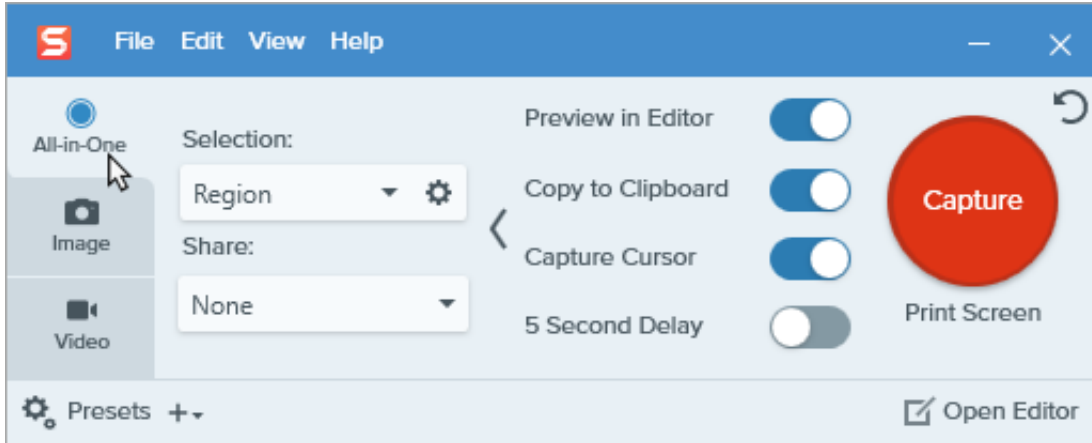 S File Edit View Help
All-in-One
Image
Video
Selection:
Region
Share:
None
Preview in Editor
Copy to Clipboard
Capture Cursor
5 Second Delay
Capture
Print Screen
Presets
Open Editor